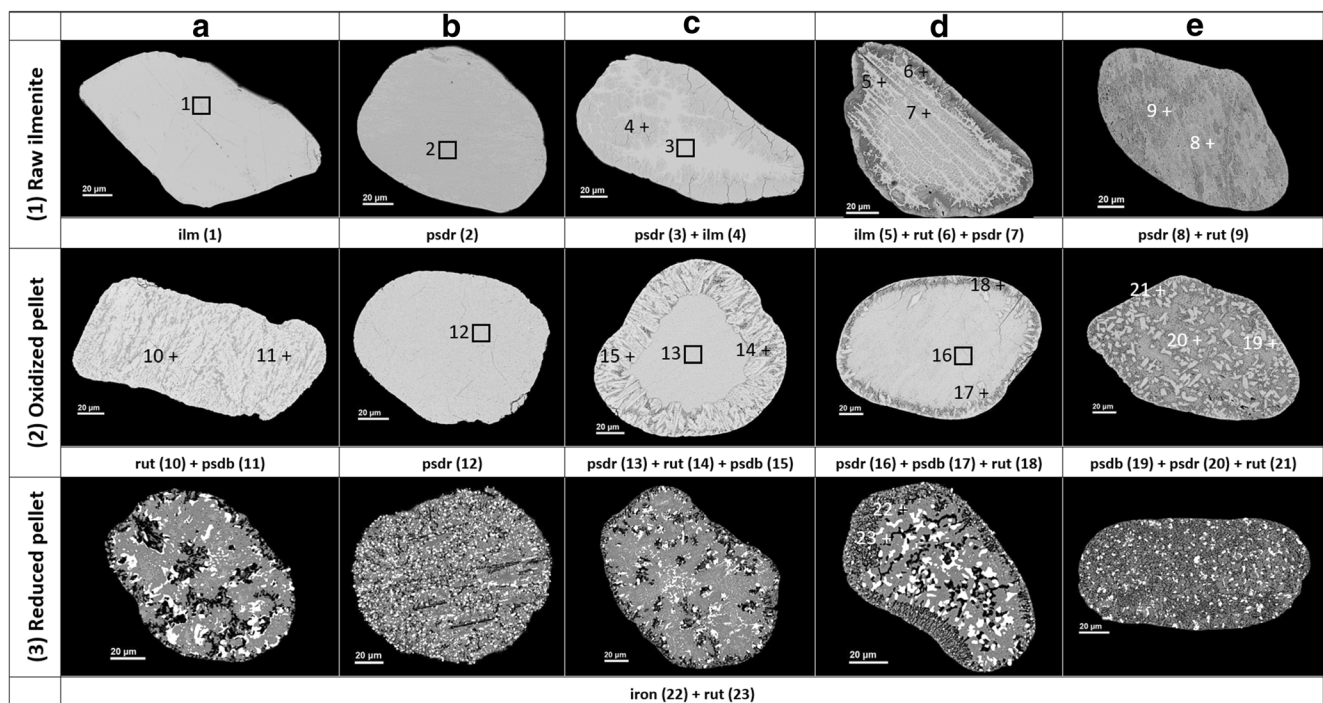 a b c d e
(1) Raw ilmenite
1
20 μm
2
20 μm
4 +
3
20 μm
5 +
6 +
7 +
20 μm
9 +
8 +
20 μm
ilm (1)
psdr (2)
psdr (3) + ilm (4)
ilm (5) + rut (6) + psdr (7)
psdr (8) + rut (9)
(2) Oxidized pellet
10 +
11 +
20 μm
12
20 μm
15 +
13
14 +
20 μm
18 +
16
17 +
20 μm
21 +
20 +
19 +
20 μm
rut (10) + psdb (11)
psdr (12)
psdr (13) + rut (14) + psdb (15)
psdr (16) + psdb (17) + rut (18)
psdb (19) + psdr (20) + rut (21)
(3) Reduced pellet
20 μm
20 μm
20 μm
22 +
23 +
20 μm
20 μm
iron (22) + rut (23)